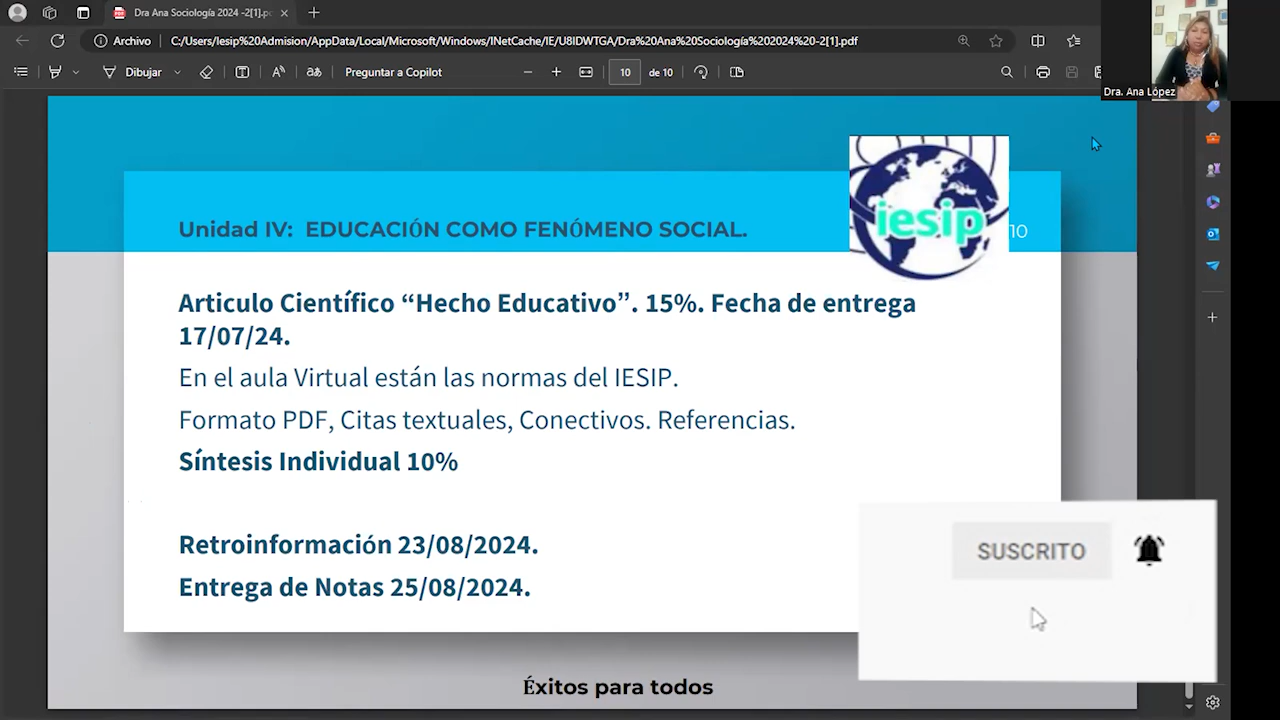 Dra Ana Sociología 2024 -2[1].pd
Archivo
C:/Users/Iesip%20Admision/AppData/Local/Microsoft/Windows/INetCache/IE/U8IDWTGA/Dra%20Ana%20Sociología%202024%20-2[1].pdf
Dibujar
aあ
Preguntar a Copilot
10
de 10
Dra. Ana López
iesip
Unidad IV: EDUCACIÓN COMO FENÓMENO SOCIAL.
10
Articulo Científico “Hecho Educativo”. 15%. Fecha de entrega
17/07/24.
En el aula Virtual están las normas del IESIP.
Formato PDF, Citas textuales, Conectivos. Referencias.
Síntesis Individual 10%
Retroinformación 23/08/2024.
Entrega de Notas 25/08/2024.
SUSCRITO
Éxitos para todos